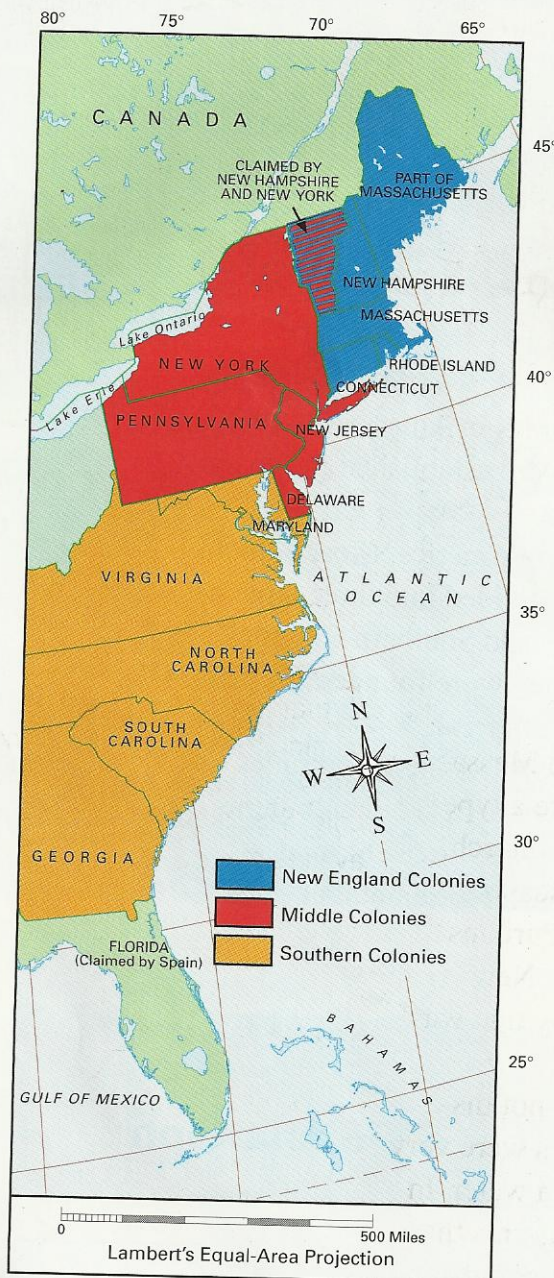 80°
75°
70°
65°
CANADA
45°
CLAIMED BY
NEW HAMPSHIRE
AND NEW YORK
PART OF
MASSACHUSETTS
NEW HAMPSHIRE
MASSACHUSETTS
Lake Ontario
RHODE ISLAND
NEW YORK
CONNECTICUT
40°
Lake Erie
PENNSYLVANIA
NEW JERSEY
DELAWARE
MARYLAND
VIRGINIA
ATLANTIC
OCEAN
35°
NORTH
CAROLINA
SOUTH
CAROLINA
N
W
E
S
30°
GEORGIA
New England Colonies
Middle Colonies
Southern Colonies
FLORIDA
(Claimed by Spain)
BAHAMAS
25°
GULF OF MEXICO
0
500 Miles
Lambert's Equal-Area Projection